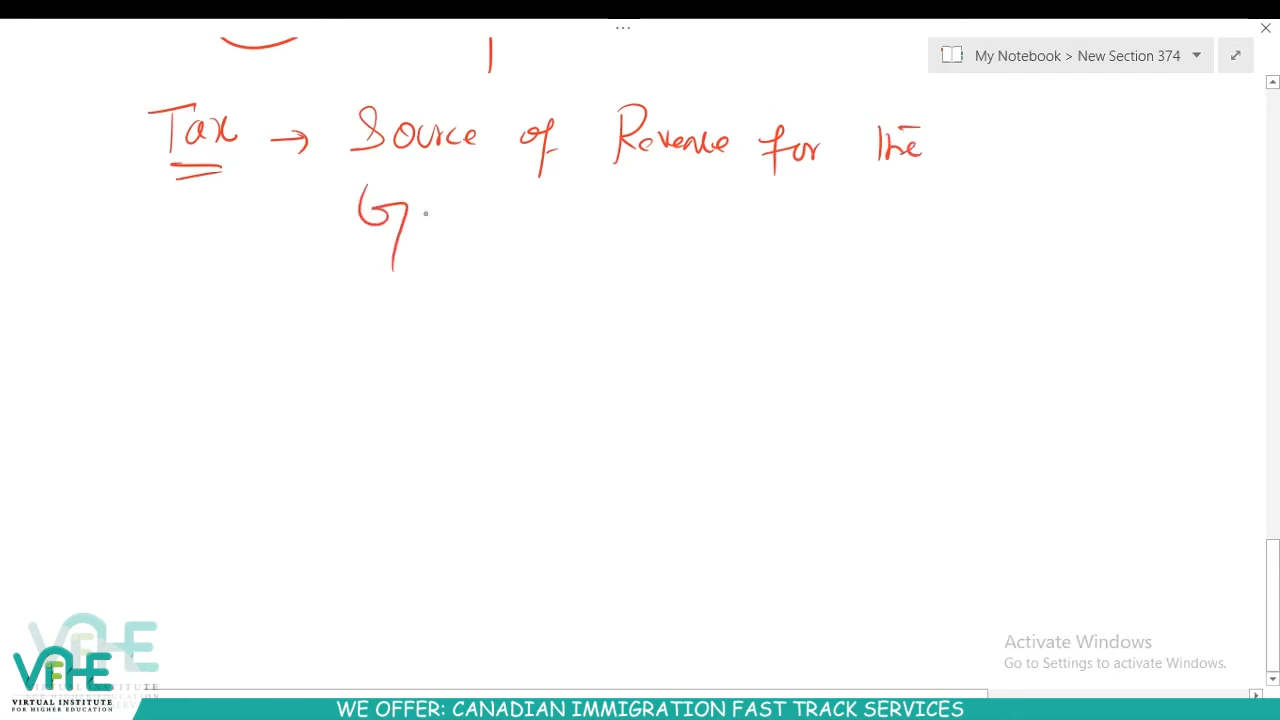 My Notebook > New Section 374
Tax → Source of Revenue for the
G
Activate Windows
Go to Settings to activate Windows.
VIHE
VIRTUAL INSTITUTE
FOR HIGHER EDUCATION
WE OFFER: CANADIAN IMMIGRATION FAST TRACK SERVICES